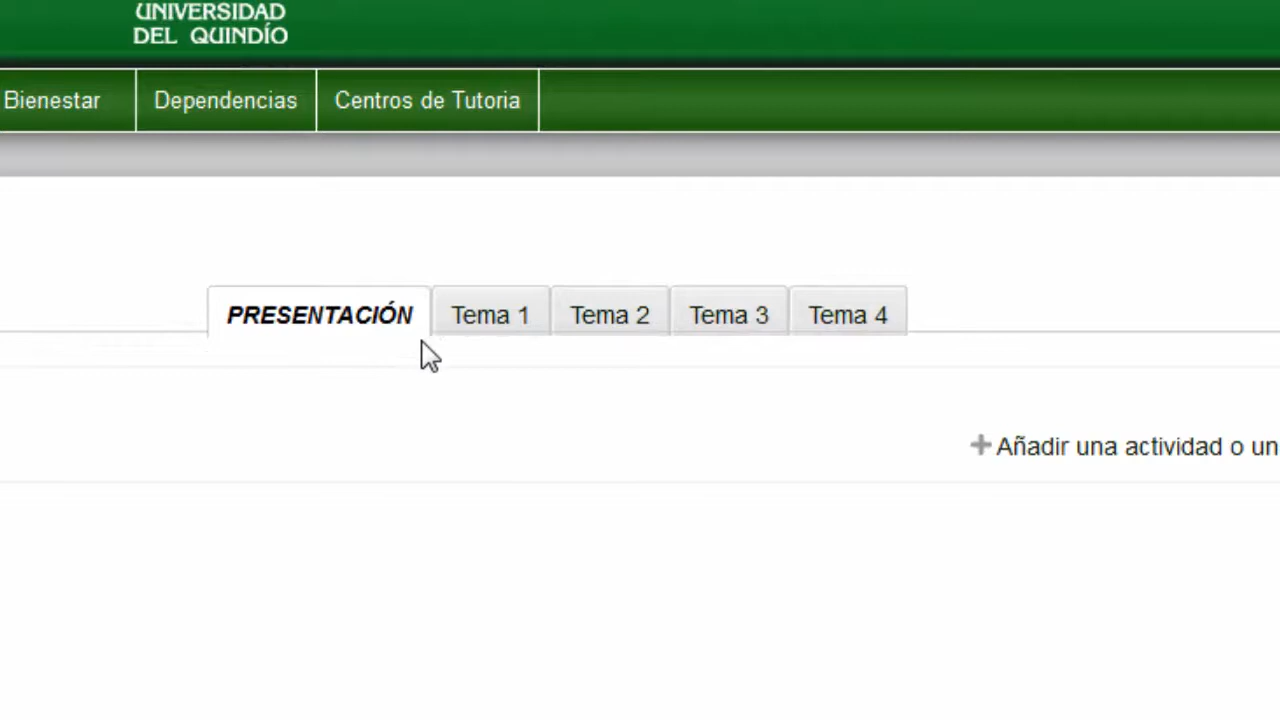 UNIVERSIDAD
DEL QUINDÍO
Bienestar Dependencias Centros de Tutoria
PRESENTACIÓN Tema 1 Tema 2 Tema 3 Tema 4
Añadir una actividad o un